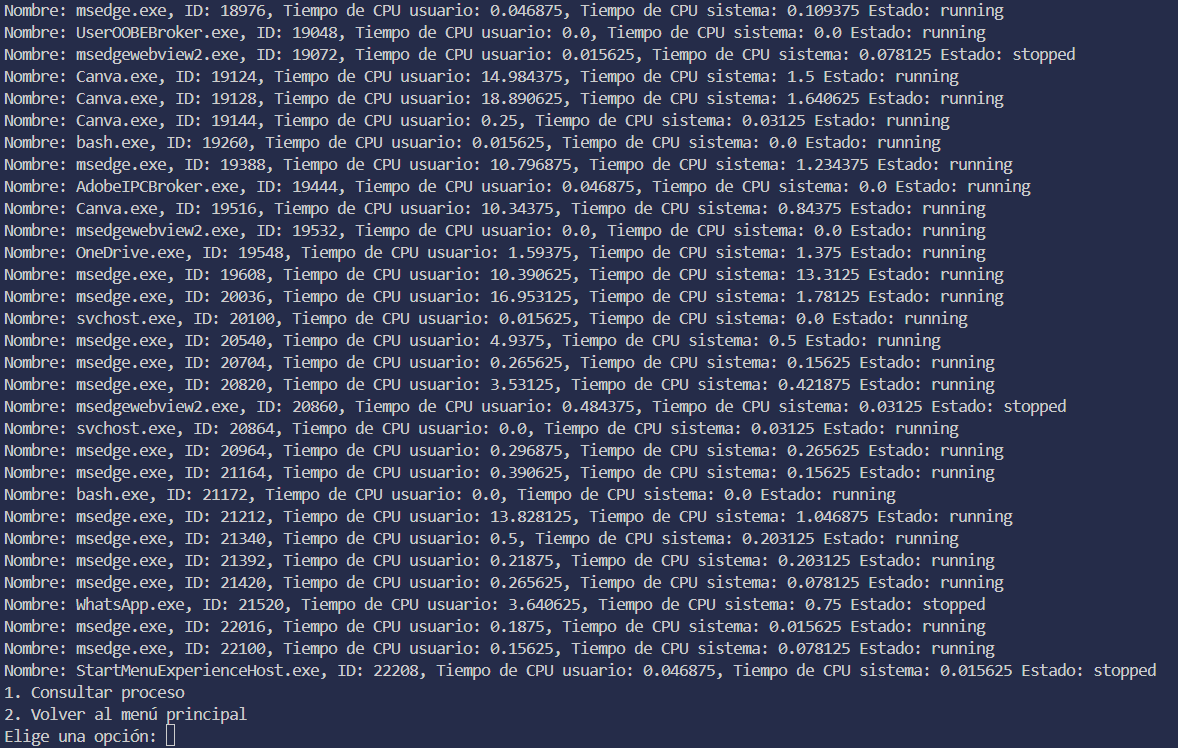 Nombre: msedge.exe, ID: 18976, Tiempo de CPU usuario: 0.046875, Tiempo de CPU sistema: 0.109375 Estado: running
Nombre: UserOOBEBroker.exe, ID: 19048, Tiempo de CPU usuario: 0.0, Tiempo de CPU sistema: 0.0 Estado: running
Nombre: msedgewebview2.exe, ID: 19072, Tiempo de CPU usuario: 0.015625, Tiempo de CPU sistema: 0.078125 Estado: stopped
Nombre: Canva.exe, ID: 19124, Tiempo de CPU usuario: 14.984375, Tiempo de CPU sistema: 1.5 Estado: running
Nombre: Canva.exe, ID: 19128, Tiempo de CPU usuario: 18.890625, Tiempo de CPU sistema: 1.640625 Estado: running
Nombre: Canva.exe, ID: 19144, Tiempo de CPU usuario: 0.25, Tiempo de CPU sistema: 0.03125 Estado: running
Nombre: bash.exe, ID: 19260, Tiempo de CPU usuario: 0.015625, Tiempo de CPU sistema: 0.0 Estado: running
Nombre: msedge.exe, ID: 19388, Tiempo de CPU usuario: 10.796875, Tiempo de CPU sistema: 1.234375 Estado: running
Nombre: AdobeIPCBroker.exe, ID: 19444, Tiempo de CPU usuario: 0.046875, Tiempo de CPU sistema: 0.0 Estado: running
Nombre: Canva.exe, ID: 19516, Tiempo de CPU usuario: 10.34375, Tiempo de CPU sistema: 0.84375 Estado: running
Nombre: msedgewebview2.exe, ID: 19532, Tiempo de CPU usuario: 0.0, Tiempo de CPU sistema: 0.0 Estado: running
Nombre: OneDrive.exe, ID: 19548, Tiempo de CPU usuario: 1.59375, Tiempo de CPU sistema: 1.375 Estado: running
Nombre: msedge.exe, ID: 19608, Tiempo de CPU usuario: 10.390625, Tiempo de CPU sistema: 13.3125 Estado: running
Nombre: msedge.exe, ID: 20036, Tiempo de CPU usuario: 16.953125, Tiempo de CPU sistema: 1.78125 Estado: running
Nombre: svchost.exe, ID: 20100, Tiempo de CPU usuario: 0.015625, Tiempo de CPU sistema: 0.0 Estado: running
Nombre: msedge.exe, ID: 20540, Tiempo de CPU usuario: 4.9375, Tiempo de CPU sistema: 0.5 Estado: running
Nombre: msedge.exe, ID: 20704, Tiempo de CPU usuario: 0.265625, Tiempo de CPU sistema: 0.15625 Estado: running
Nombre: msedge.exe, ID: 20820, Tiempo de CPU usuario: 3.53125, Tiempo de CPU sistema: 0.421875 Estado: running
Nombre: msedgewebview2.exe, ID: 20860, Tiempo de CPU usuario: 0.484375, Tiempo de CPU sistema: 0.03125 Estado: stopped
Nombre: svchost.exe, ID: 20864, Tiempo de CPU usuario: 0.0, Tiempo de CPU sistema: 0.03125 Estado: running
Nombre: msedge.exe, ID: 20964, Tiempo de CPU usuario: 0.296875, Tiempo de CPU sistema: 0.265625 Estado: running
Nombre: msedge.exe, ID: 21164, Tiempo de CPU usuario: 0.390625, Tiempo de CPU sistema: 0.15625 Estado: running
Nombre: bash.exe, ID: 21172, Tiempo de CPU usuario: 0.0, Tiempo de CPU sistema: 0.0 Estado: running
Nombre: msedge.exe, ID: 21212, Tiempo de CPU usuario: 13.828125, Tiempo de CPU sistema: 1.046875 Estado: running
Nombre: msedge.exe, ID: 21340, Tiempo de CPU usuario: 0.5, Tiempo de CPU sistema: 0.203125 Estado: running
Nombre: msedge.exe, ID: 21392, Tiempo de CPU usuario: 0.21875, Tiempo de CPU sistema: 0.203125 Estado: running
Nombre: msedge.exe, ID: 21420, Tiempo de CPU usuario: 0.265625, Tiempo de CPU sistema: 0.078125 Estado: running
Nombre: WhatsApp.exe, ID: 21520, Tiempo de CPU usuario: 3.640625, Tiempo de CPU sistema: 0.75 Estado: stopped
Nombre: msedge.exe, ID: 22016, Tiempo de CPU usuario: 0.1875, Tiempo de CPU sistema: 0.015625 Estado: running
Nombre: msedge.exe, ID: 22100, Tiempo de CPU usuario: 0.15625, Tiempo de CPU sistema: 0.078125 Estado: running
Nombre: StartMenuExperienceHost.exe, ID: 22208, Tiempo de CPU usuario: 0.046875, Tiempo de CPU sistema: 0.015625 Estado: stopped
1. Consultar proceso
2. Volver al menú principal
Elige una opción: